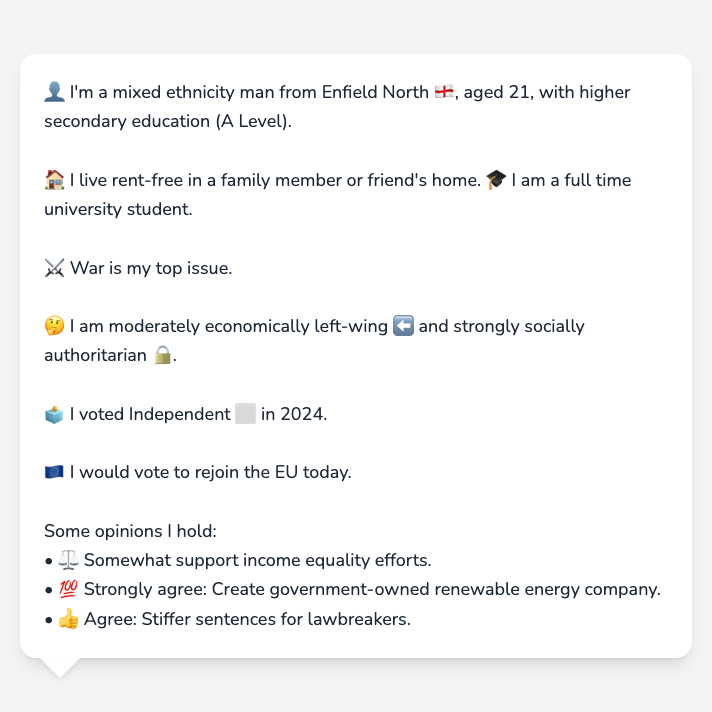 👤 I'm a mixed ethnicity man from Enfield North 🏴󠁧󠁢󠁥󠁮󠁧󠁿, aged 21, with higher
secondary education (A Level).
🏠 I live rent-free in a family member or friend's home. 🎓 I am a full time
university student.
⚔️ War is my top issue.
🤔 I am moderately economically left-wing ⬅️ and strongly socially
authoritarian 🔒.
🗳️ I voted Independent ⬜ in 2024.
🇪🇺 I would vote to rejoin the EU today.
Some opinions I hold:
• ⚖️ Somewhat support income equality efforts.
• 💯 Strongly agree: Create government-owned renewable energy company.
• 👍 Agree: Stiffer sentences for lawbreakers.